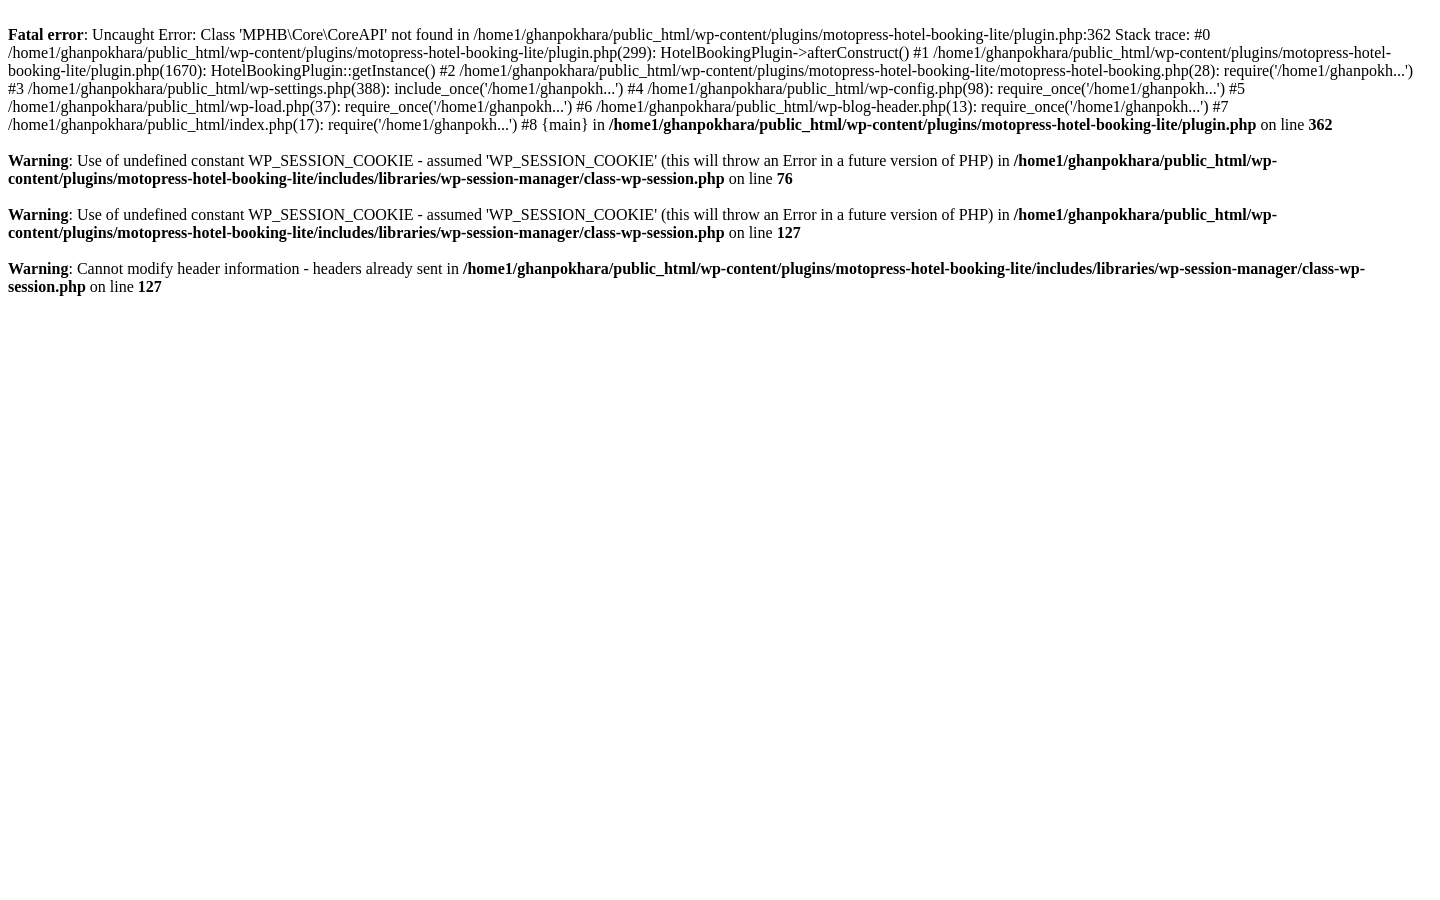 Fatal error: Uncaught Error: Class 'MPHB\Core\CoreAPI' not found in /home1/ghanpokhara/public_html/wp-content/plugins/motopress-hotel-booking-lite/plugin.php:362 Stack trace: #0
/home1/ghanpokhara/public_html/wp-content/plugins/motopress-hotel-booking-lite/plugin.php(299): HotelBookingPlugin->afterConstruct() #1 /home1/ghanpokhara/public_html/wp-content/plugins/motopress-hotel-
booking-lite/plugin.php(1670): HotelBookingPlugin::getInstance() #2 /home1/ghanpokhara/public_html/wp-content/plugins/motopress-hotel-booking-lite/motopress-hotel-booking.php(28): require('/home1/ghanpokh...')
#3 /home1/ghanpokhara/public_html/wp-settings.php(388): include_once('/home1/ghanpokh...') #4 /home1/ghanpokhara/public_html/wp-config.php(98): require_once('/home1/ghanpokh...') #5
/home1/ghanpokhara/public_html/wp-load.php(37): require_once('/home1/ghanpokh...') #6 /home1/ghanpokhara/public_html/wp-blog-header.php(13): require_once('/home1/ghanpokh...') #7
/home1/ghanpokhara/public_html/index.php(17): require('/home1/ghanpokh...') #8 {main} in /home1/ghanpokhara/public_html/wp-content/plugins/motopress-hotel-booking-lite/plugin.php on line 362
Warning: Use of undefined constant WP_SESSION_COOKIE - assumed 'WP_SESSION_COOKIE' (this will throw an Error in a future version of PHP) in /home1/ghanpokhara/public_html/wp-
content/plugins/motopress-hotel-booking-lite/includes/libraries/wp-session-manager/class-wp-session.php on line 76
Warning: Use of undefined constant WP_SESSION_COOKIE - assumed 'WP_SESSION_COOKIE' (this will throw an Error in a future version of PHP) in /home1/ghanpokhara/public_html/wp-
content/plugins/motopress-hotel-booking-lite/includes/libraries/wp-session-manager/class-wp-session.php on line 127
Warning: Cannot modify header information - headers already sent in /home1/ghanpokhara/public_html/wp-content/plugins/motopress-hotel-booking-lite/includes/libraries/wp-session-manager/class-wp-
session.php on line 127